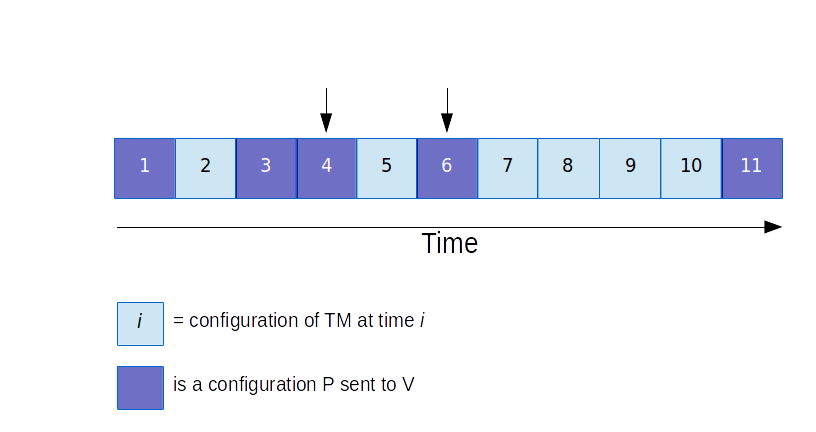 1 2 3 4 5 6 7 8 9 10 11
Time
i = configuration of TM at time i
is a configuration P sent to V